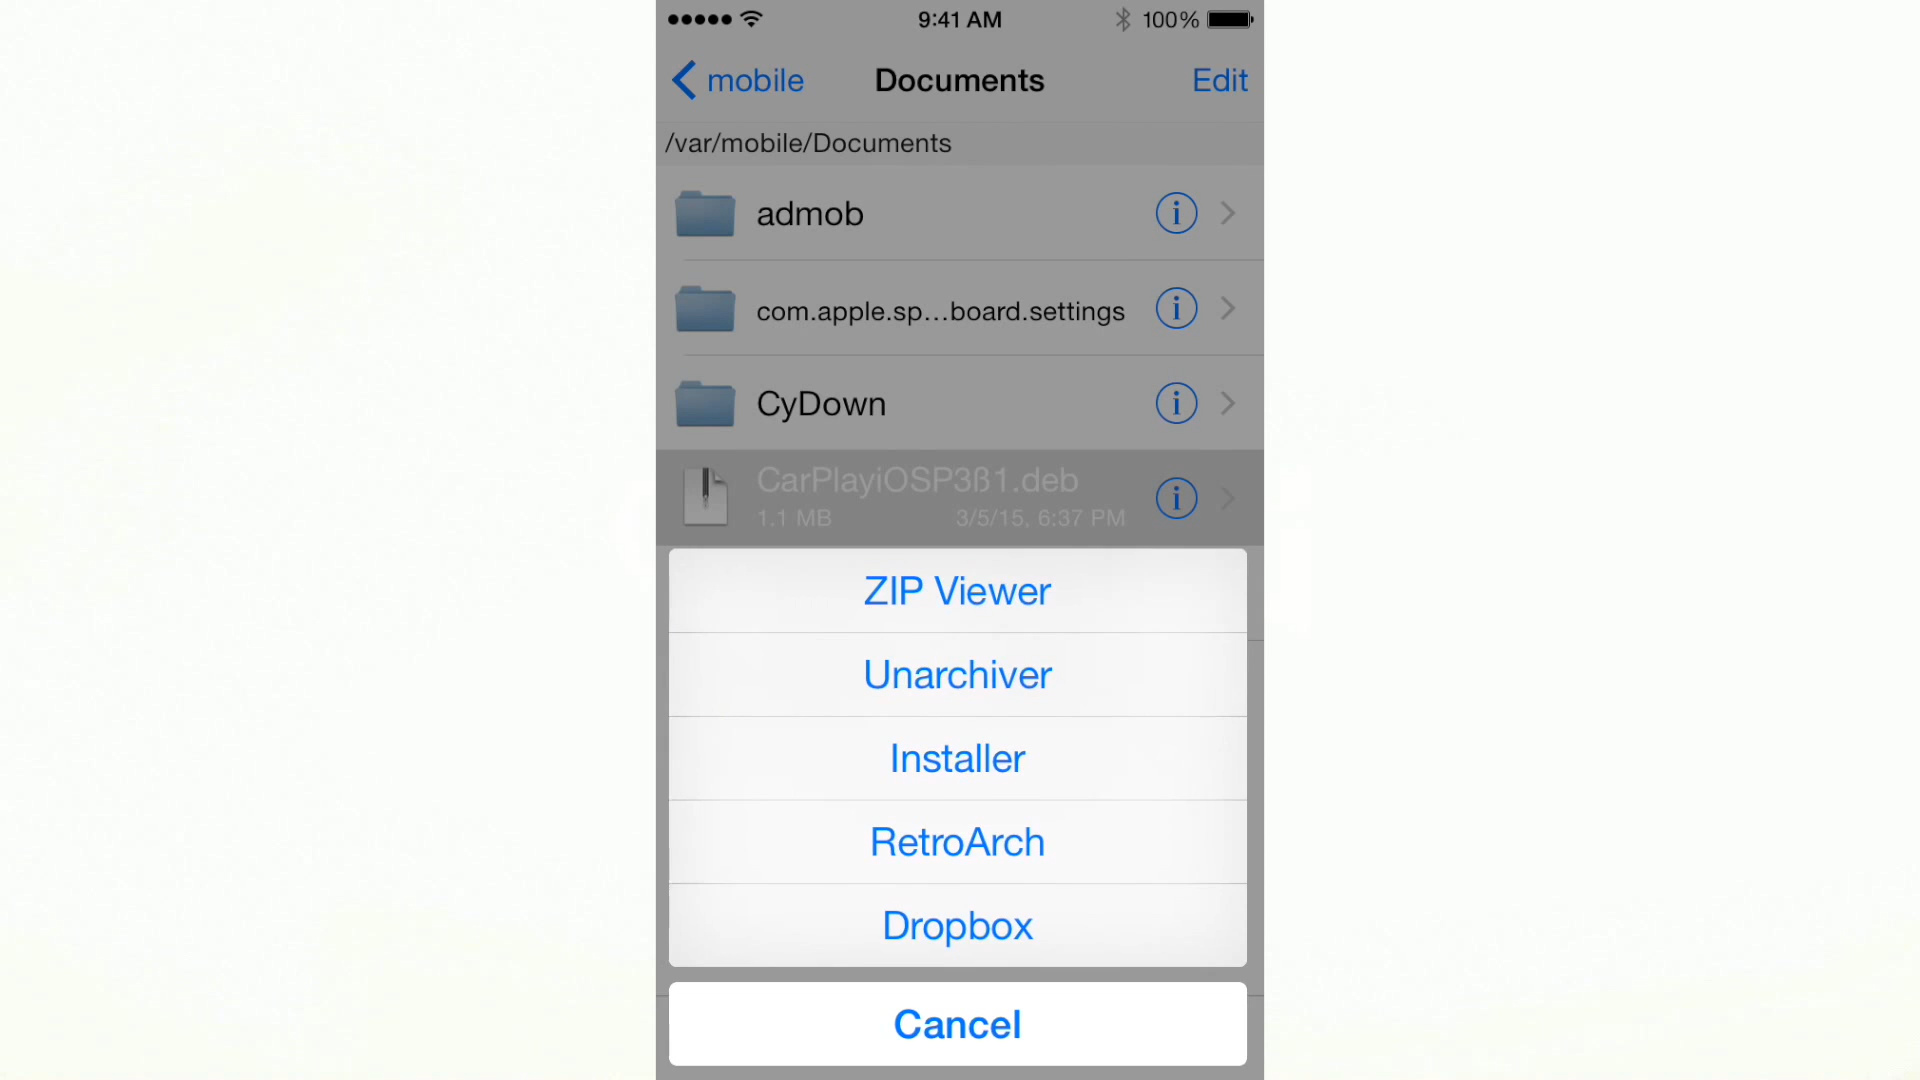 9:41 AM 100%
mobile Documents Edit
/var/mobile/Documents
admob
com.apple.sp...board.settings
CyDown
CarPlayiOSP3ß1.deb
1.1 MB 3/5/15, 6:37 PM
ZIP Viewer
Unarchiver
Installer
RetroArch
Dropbox
Cancel